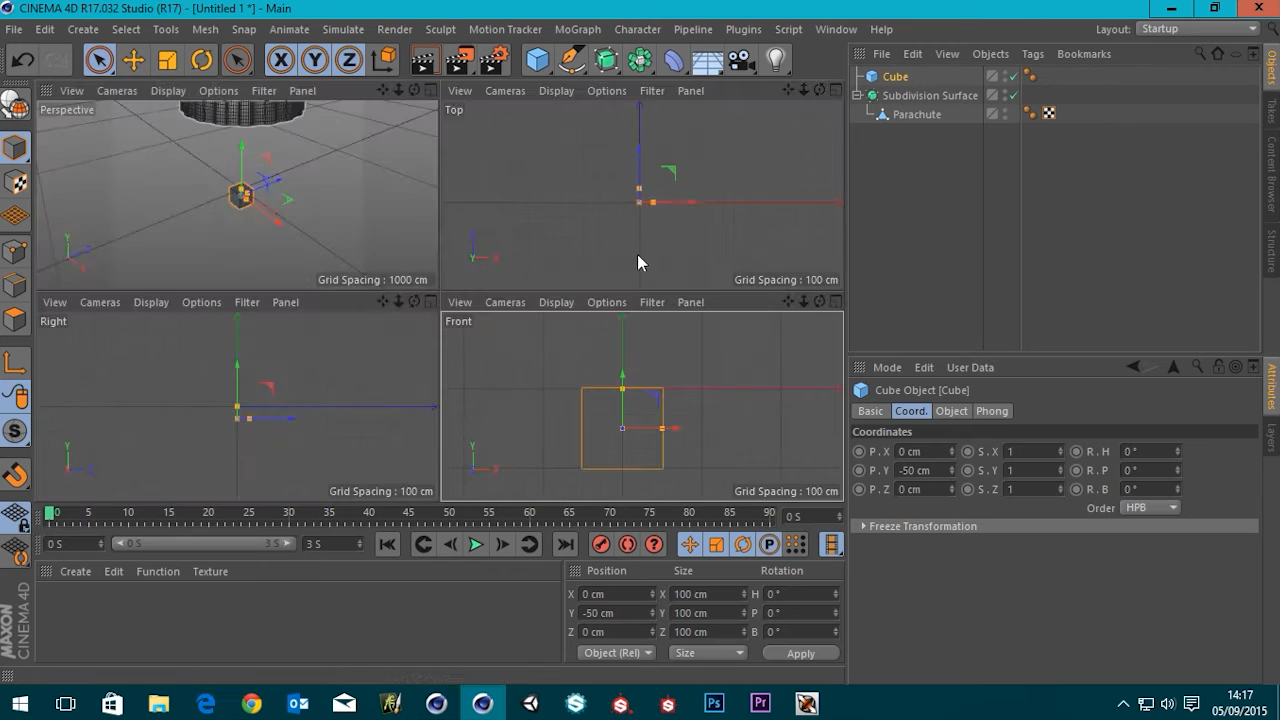 CINEMA 4D R17.032 Studio (R17) - [Untitled 1 *] - Main
File Edit Create Select Tools Mesh Snap Animate Simulate Render Sculpt Motion Tracker MoGraph Character Pipeline Plugins Script Window Help Layout: Startup
X Y Z
File Edit View Objects Tags Bookmarks
Cube
Subdivision Surface
Parachute
Objects
Takes
Content Browser
Structure
View Cameras Display Options Filter Panel
Perspective
Grid Spacing : 1000 cm
View Cameras Display Options Filter Panel
Top
Grid Spacing : 100 cm
View Cameras Display Options Filter Panel
Right
Grid Spacing : 100 cm
View Cameras Display Options Filter Panel
Front
Grid Spacing : 100 cm
Mode Edit User Data
Cube Object [Cube]
Basic Coord. Object Phong
Coordinates
P . X 0 cm S . X 1 R . H 0 °
P . Y -50 cm S . Y 1 R . P 0 °
P . Z 0 cm S . Z 1 R . B 0 °
Order HPB
Freeze Transformation
Attributes
Layers
0 5 10 15 20 25 30 35 40 45 50 55 60 65 70 75 80 85 90 0 S
0 S 0 S 3 S 3 S
Create Edit Function Texture
Position Size Rotation
X 0 cm X 100 cm H 0 °
Y -50 cm Y 100 cm P 0 °
Z 0 cm Z 100 cm B 0 °
Object (Rel) Size Apply
MAXON
CINEMA 4D
Ps Pr
14:17
05/09/2015